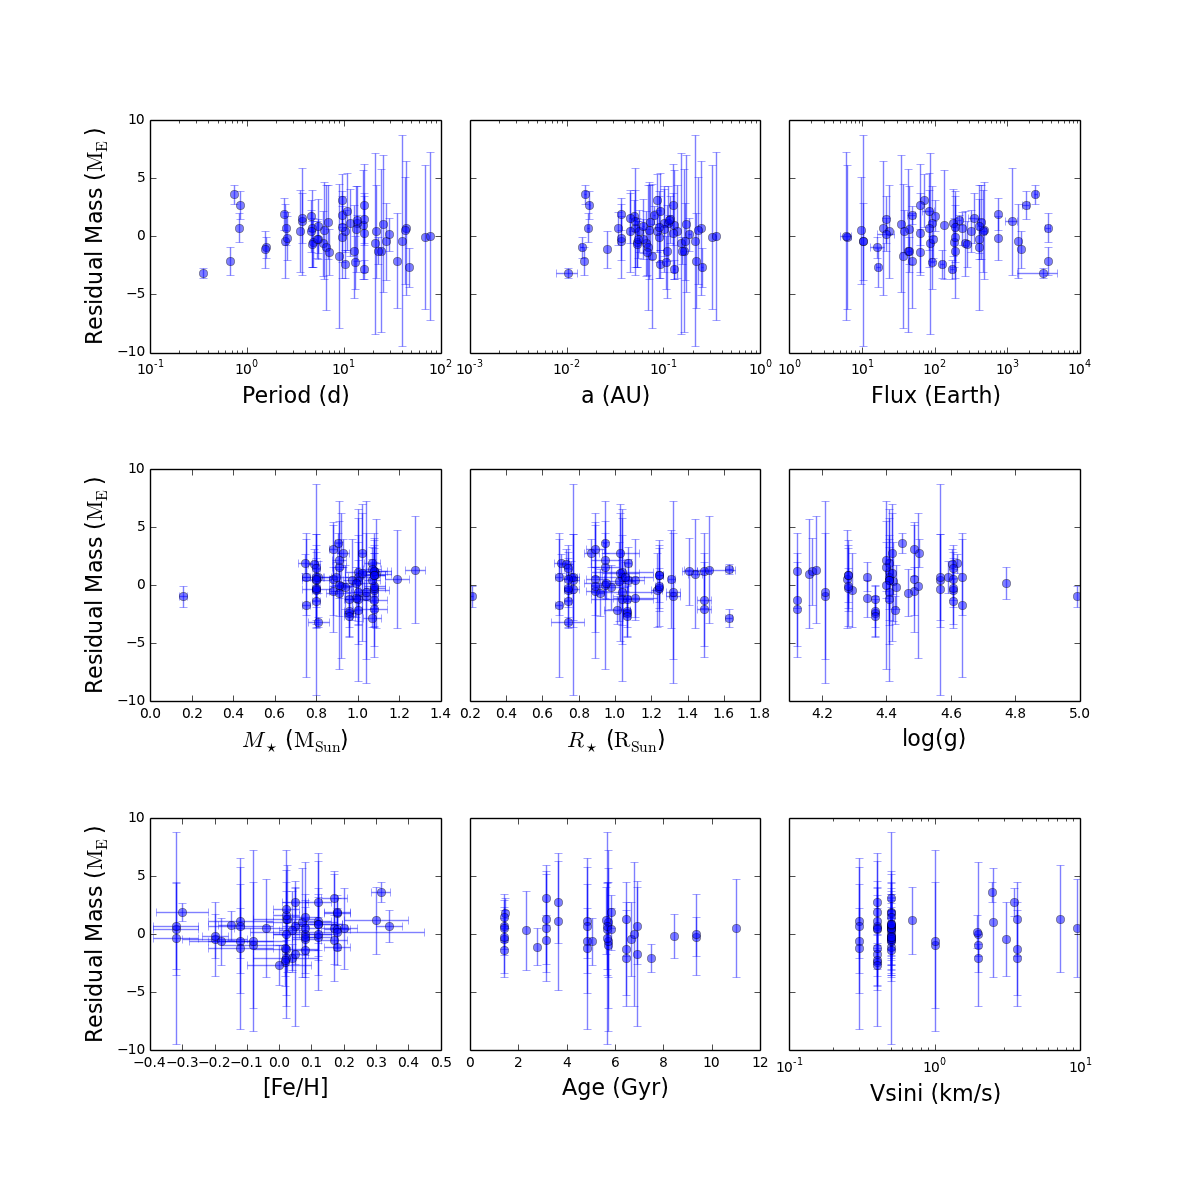 10 5 0 −5 −10
Residual Mass (M_E)
10^-1 10^0 10^1 10^2
Period (d)
10^-3 10^-2 10^-1 10^0
a (AU)
10^0 10^1 10^2 10^3 10^4
Flux (Earth)
10 5 0 −5 −10
Residual Mass (M_E)
0.0 0.2 0.4 0.6 0.8 1.0 1.2 1.4
M_★ (M_Sun)
0.2 0.4 0.6 0.8 1.0 1.2 1.4 1.6 1.8
R_★ (R_Sun)
4.2 4.4 4.6 4.8 5.0
log(g)
10 5 0 −5 −10
Residual Mass (M_E)
−0.4 −0.3 −0.2 −0.1 0.0 0.1 0.2 0.3 0.4 0.5
[Fe/H]
0 2 4 6 8 10 12
Age (Gyr)
10^-1 10^0 10^1
Vsini (km/s)